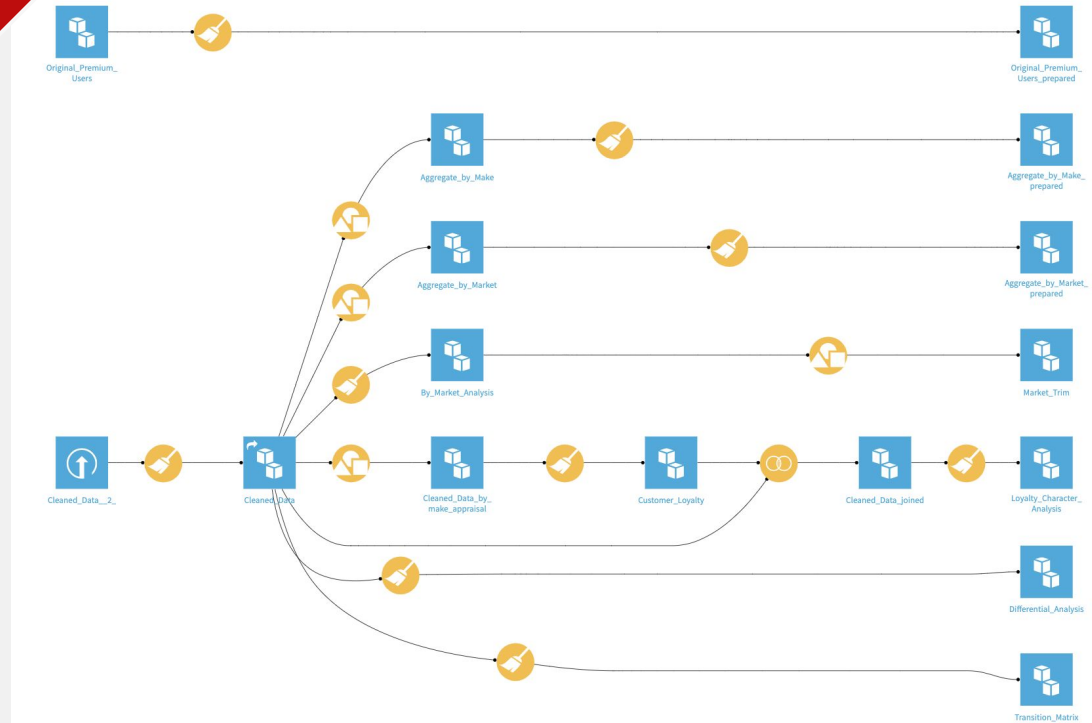 Original_Premium_
Users
Original_Premium_
Users_prepared
Aggregate_by_Make
Aggregate_by_Make_
prepared
Aggregate_by_Market
Aggregate_by_Market_
prepared
By_Market_Analysis
Market_Trim
Cleaned_Data__2_
Cleaned_Data
Cleaned_Data_by_
make_appraisal
Customer_Loyalty
Cleaned_Data_joined
Loyalty_Character_
Analysis
Differential_Analysis
Transition_Matrix